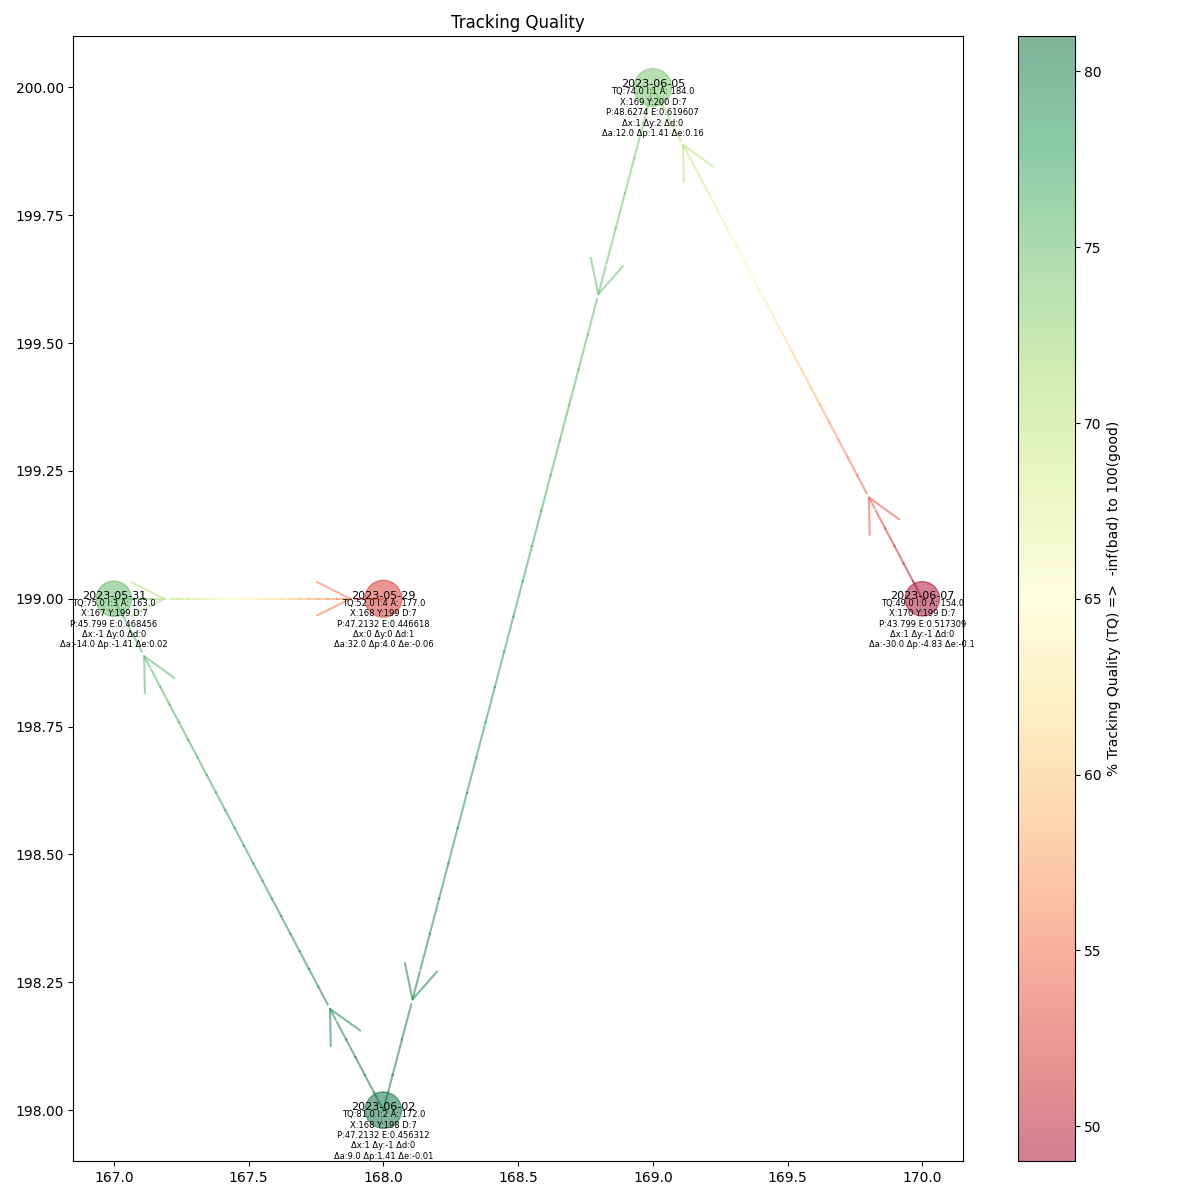 Tracking Quality
200.00
199.75
199.50
199.25
199.00
198.75
198.50
198.25
198.00
2023-06-05
TQ:74.0 I:1 A: 184.0
X:169 Y:200 D:7
P:48.6274 E:0.619607
Δx:1 Δy:2 Δd:0
Δa:12.0 Δp:1.41 Δe:0.16
2023-05-31
TQ:75.0 I:3 A: 163.0
X:167 Y:199 D:7
P:45.799 E:0.468456
Δx:-1 Δy:0 Δd:0
Δa:-14.0 Δp:-1.41 Δe:0.02
2023-05-29
TQ:52.0 I:4 A: 177.0
X:168 Y:199 D:7
P:47.2132 E:0.446618
Δx:0 Δy:0 Δd:1
Δa:32.0 Δp:4.0 Δe:-0.06
2023-06-07
TQ:49.0 I:0 A: 154.0
X:170 Y:199 D:7
P:43.799 E:0.517309
Δx:1 Δy:-1 Δd:0
Δa:-30.0 Δp:-4.83 Δe:-0.1
2023-06-02
TQ:81.0 I:2 A: 172.0
X:168 Y:198 D:7
P:47.2132 E:0.456312
Δx:1 Δy:-1 Δd:0
Δa:9.0 Δp:1.41 Δe:-0.01
167.0
167.5
168.0
168.5
169.0
169.5
170.0
80
75
70
65
60
55
50
% Tracking Quality (TQ) => -inf(bad) to 100(good)